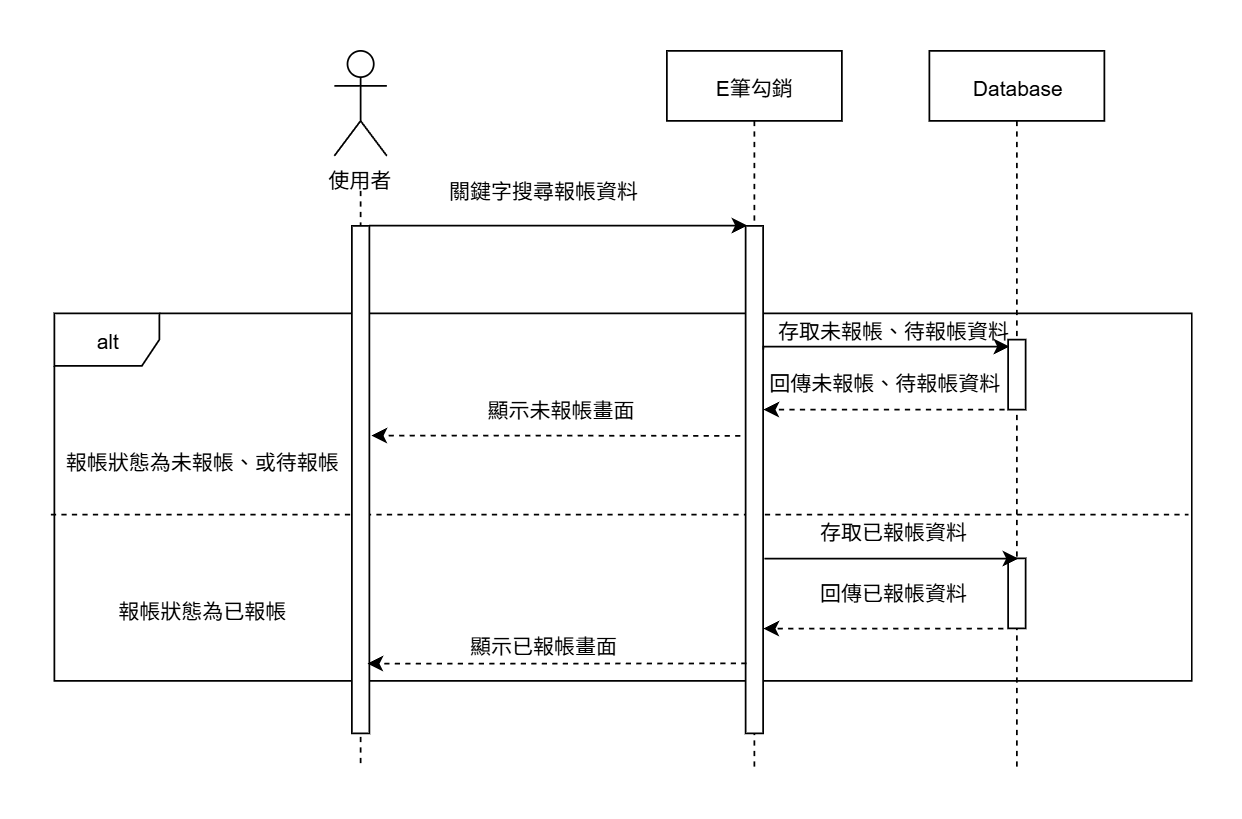 E筆勾銷
Database
使用者
關鍵字搜尋報帳資料
alt
存取未報帳、待報帳資料
回傳未報帳、待報帳資料
顯示未報帳畫面
報帳狀態為未報帳、或待報帳
存取已報帳資料
回傳已報帳資料
報帳狀態為已報帳
顯示已報帳畫面